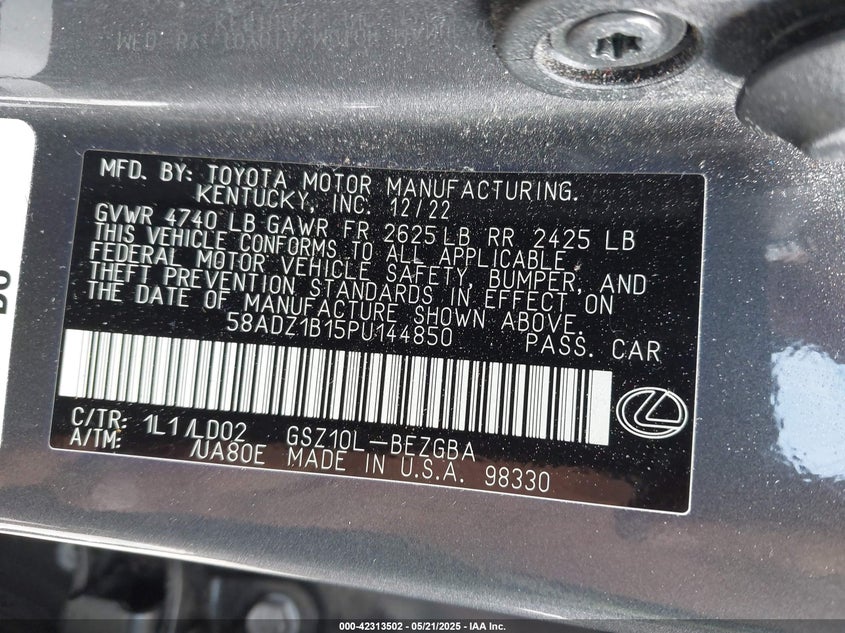 MFD. BY: TOYOTA MOTOR MANUFACTURING.
KENTUCKY, INC. 12/22
GVWR 4740 LB GAWR FR 2625 LB RR 2425 LB
THIS VEHICLE CONFORMS TO ALL APPLICABLE
FEDERAL MOTOR VEHICLE SAFETY, BUMPER, AND
THEFT PREVENTION STANDARDS IN EFFECT ON
THE DATE OF MANUFACTURE SHOWN ABOVE.
58ADZ1B15PU144850 PASS. CAR
C/TR: 1L1/LD02 GSZ10L-BEZGBA
A/TM: /UA80E MADE IN U.S.A. 98330
000-42313502 - 05/21/2025 - IAA Inc.